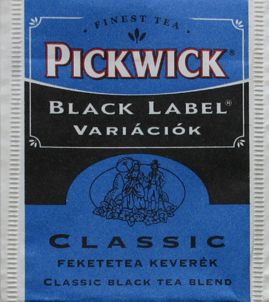 · FINEST TEA ·
PICKWICK®
BLACK LABEL®
VARIÁCIÓK
CLASSIC
FEKETETEA KEVERÉK
CLASSIC BLACK TEA BLEND